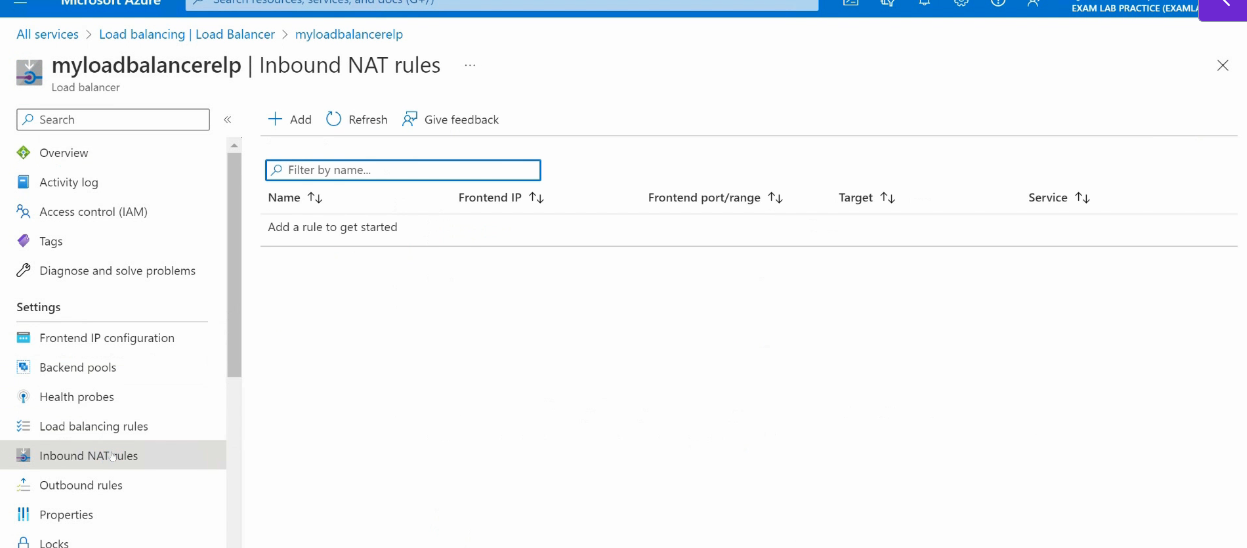 Microsoft Azure
Search resources, services, and docs (G+/)
EXAM LAB PRACTICE (EXAMLA
All services > Load balancing | Load Balancer > myloadbalancerelp
myloadbalancerelp | Inbound NAT rules ...
Load balancer
Search
«
Add
Refresh
Give feedback
Overview
Activity log
Access control (IAM)
Tags
Diagnose and solve problems
Settings
Frontend IP configuration
Backend pools
Health probes
Load balancing rules
Inbound NAT rules
Outbound rules
Properties
Locks
Filter by name...
Name ↑↓ Frontend IP ↑↓ Frontend port/range ↑↓ Target ↑↓ Service ↑↓
Add a rule to get started